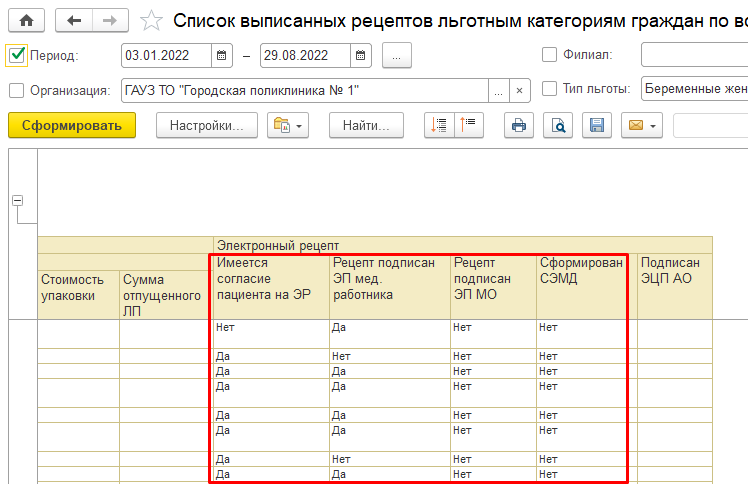 Список выписанных рецептов льготным категориям граждан по
Период: 03.01.2022 – 29.08.2022 ... Филиал:
Организация: ГАУЗ ТО "Городская поликлиника № 1" ... × Тип льготы: Беременные жен
Сформировать Настройки... Найти...
Электронный рецепт
Стоимость упаковки
Сумма отпущенного ЛП
Имеется согласие пациента на ЭР
Рецепт подписан ЭП мед. работника
Рецепт подписан ЭП МО
Сформирован СЭМД
Подписан ЭЦП АО
Нет Да Нет Нет
Да Нет Нет Нет
Да Да Нет Нет
Да Да Нет Нет
Да Да Нет Нет
Да Да Нет Нет
Да Нет Нет Нет
Да Да Нет Нет